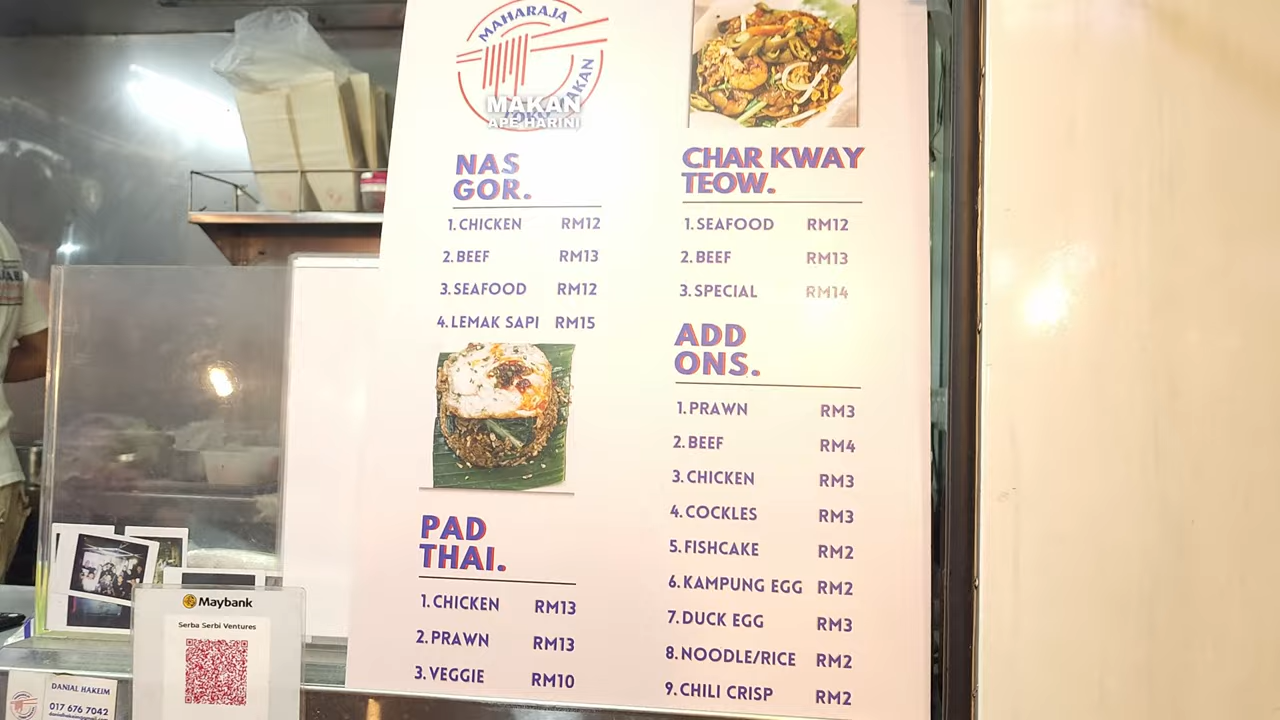 MAHARAJA
MAKAN
APE HARINI
NAS
GOR.
1. CHICKEN RM12
2. BEEF RM13
3. SEAFOOD RM12
4. LEMAK SAPI RM15
PAD
THAI.
1. CHICKEN RM13
2. PRAWN RM13
3. VEGGIE RM10
CHAR KWAY
TEOW.
1. SEAFOOD RM12
2. BEEF RM13
3. SPECIAL RM14
ADD
ONS.
1. PRAWN RM3
2. BEEF RM4
3. CHICKEN RM3
4. COCKLES RM3
5. FISHCAKE RM2
6. KAMPUNG EGG RM2
7. DUCK EGG RM3
8. NOODLE/RICE RM2
9. CHILI CRISP RM2
Maybank
Serba Serbi Ventures
DANIAL HAKEIM
017 676 7042